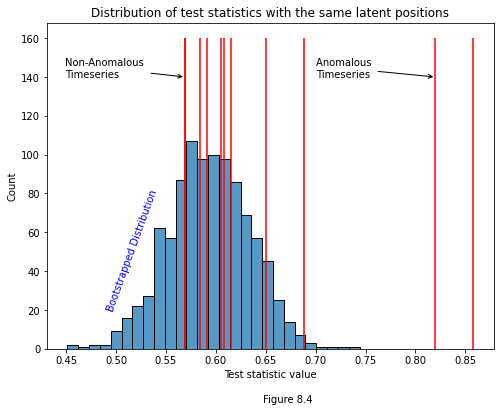 Distribution of test statistics with the same latent positions
160
140
120
100
80
60
40
20
0
Count
Non-Anomalous
Timeseries
Anomalous
Timeseries
Bootstrapped Distribution
0.45 0.50 0.55 0.60 0.65 0.70 0.75 0.80 0.85
Test statistic value
Figure 8.4